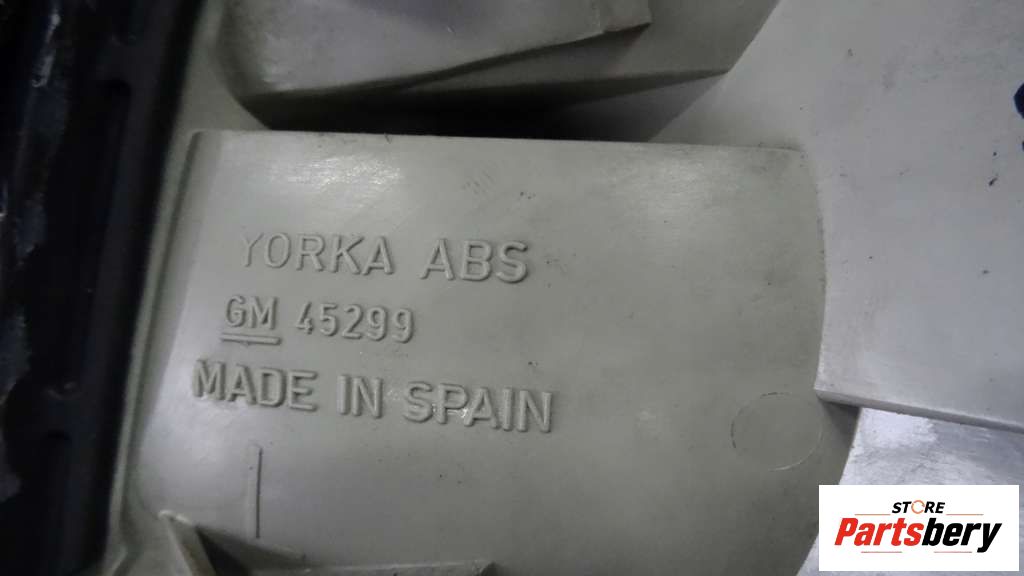 YORKA ABS
GM 45299
MADE IN SPAIN
STORE
Partsbery